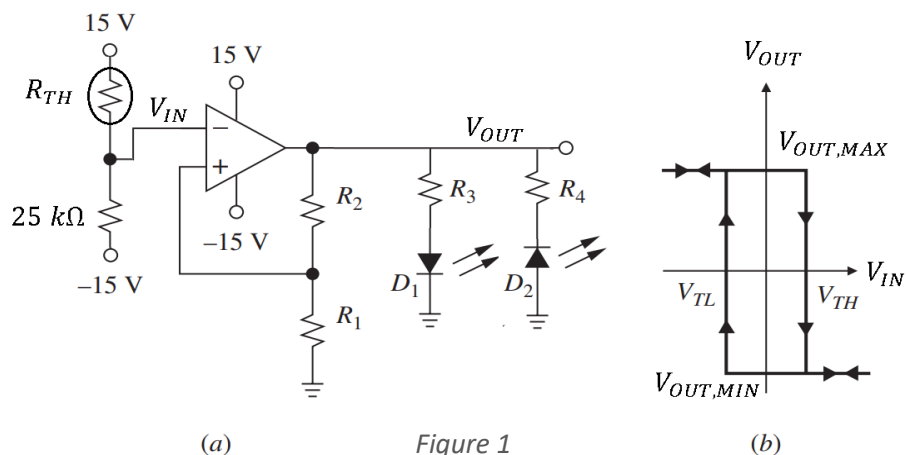 15 V
R_TH
V_IN
25 kΩ
–15 V
15 V
–
+
–15 V
R_2
R_1
V_OUT
R_3
R_4
D_1
D_2
(a)
Figure 1
V_OUT
V_OUT,MAX
V_IN
V_TL
V_TH
V_OUT,MIN
(b)